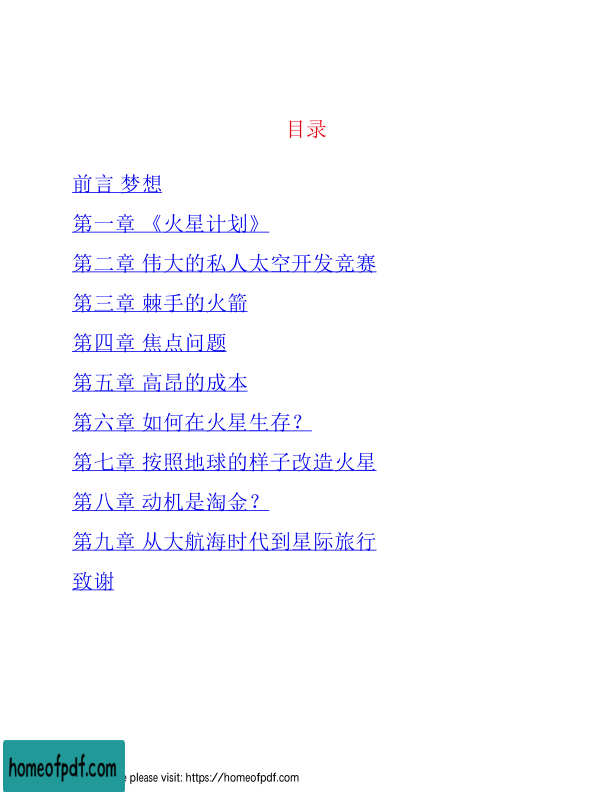 目录
前言 梦想
第一章 《火星计划》
第二章 伟大的私人太空开发竞赛
第三章 棘手的火箭
第四章 焦点问题
第五章 高昂的成本
第六章 如何在火星生存？
第七章 按照地球的样子改造火星
第八章 动机是淘金？
第九章 从大航海时代到星际旅行
致谢
homeofpdf.com please visit: https://homeofpdf.com